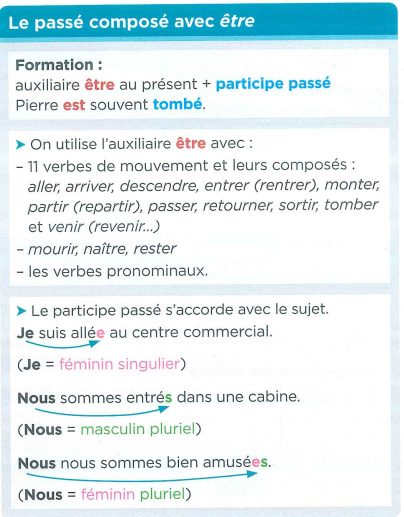 Le passé composé avec être
Formation :
auxiliaire être au présent + participe passé
Pierre est souvent tombé.
➤ On utilise l'auxiliaire être avec :
– 11 verbes de mouvement et leurs composés :
aller, arriver, descendre, entrer (rentrer), monter,
partir (repartir), passer, retourner, sortir, tomber
et venir (revenir...)
– mourir, naître, rester
– les verbes pronominaux.
➤ Le participe passé s'accorde avec le sujet.
Je suis allée au centre commercial.
(Je = féminin singulier)
Nous sommes entrés dans une cabine.
(Nous = masculin pluriel)
Nous nous sommes bien amusées.
(Nous = féminin pluriel)